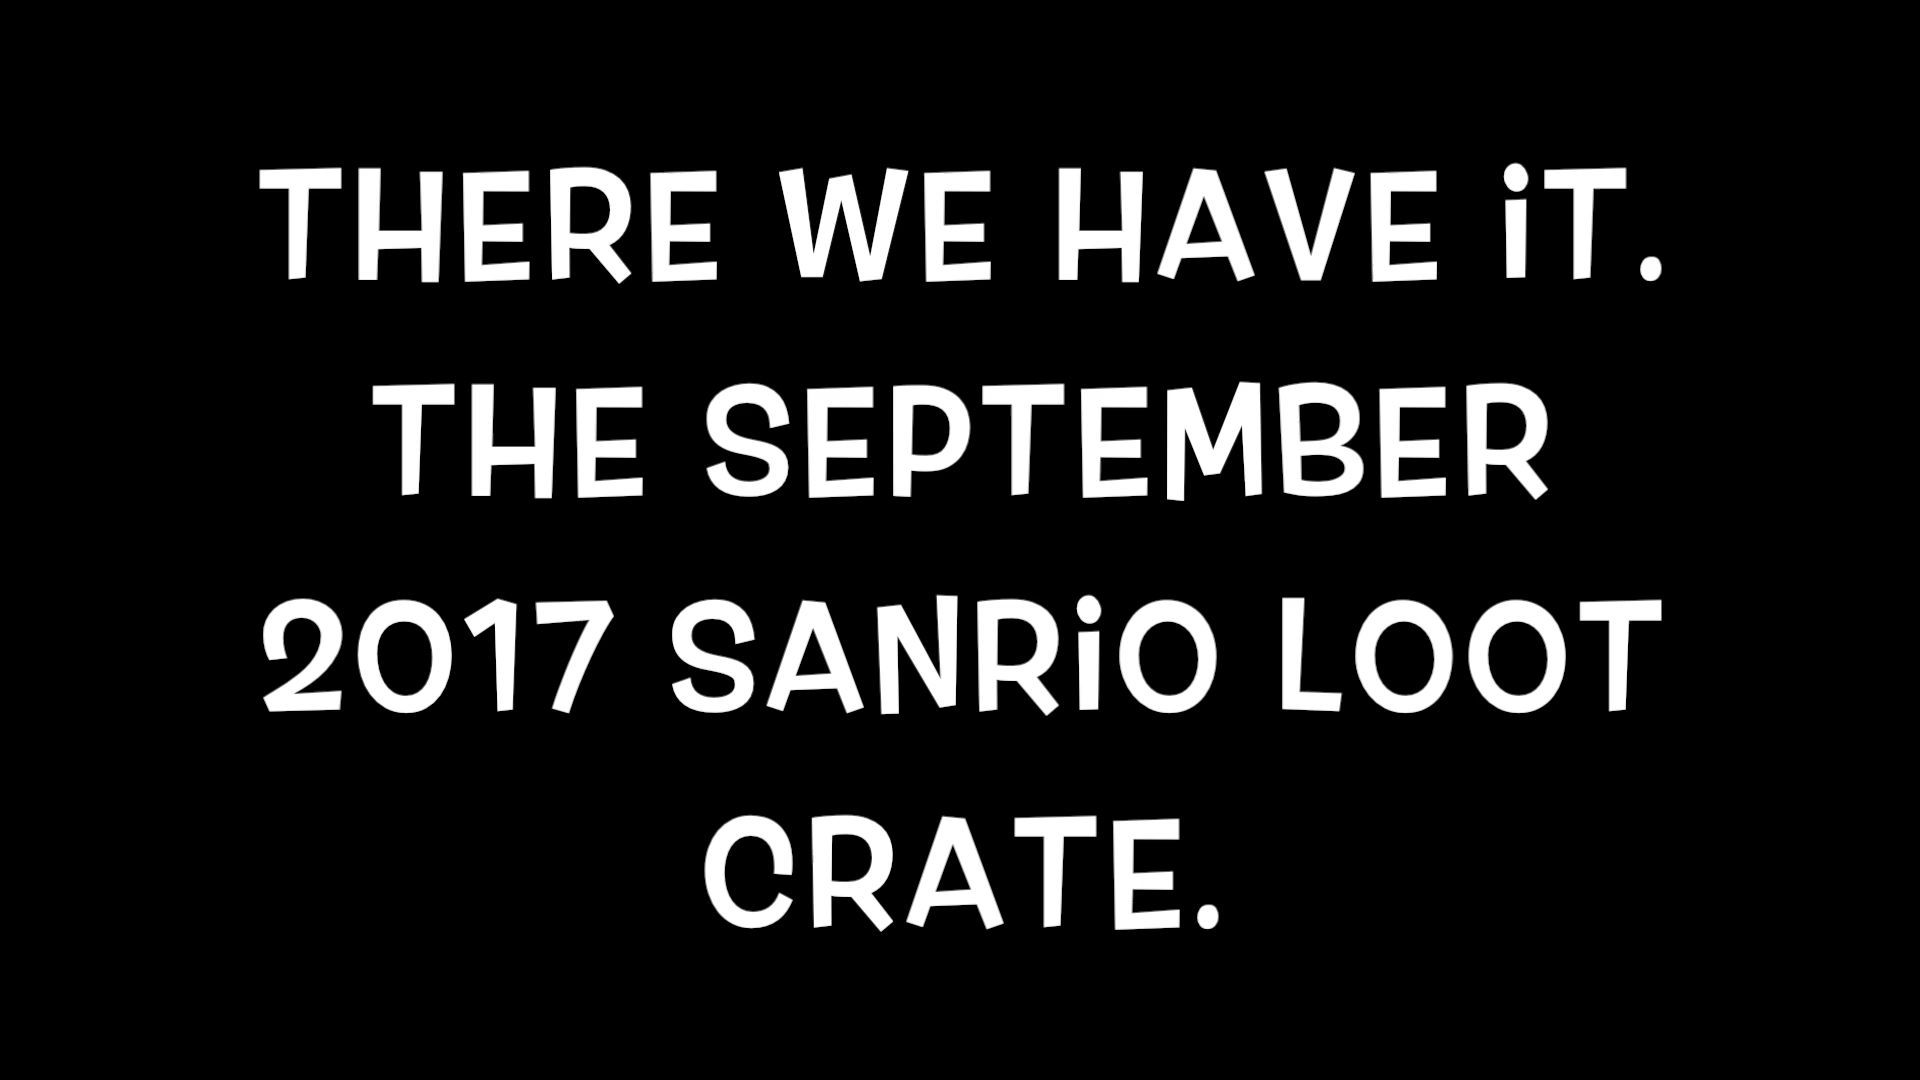 THERE WE HAVE iT.
THE SEPTEMBER
2017 SANRiO LOOT
CRATE.